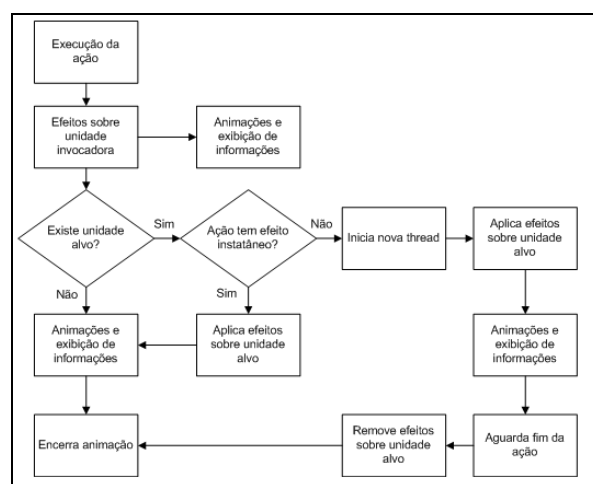 Execução da
ação
Efeitos sobre
unidade
invocadora
Animações e
exibição de
informações
Existe unidade
alvo?
Sim
Ação tem efeito
instatâneo?
Não
Inicia nova thread
Aplica efeitos
sobre unidade
alvo
Não
Sim
Animações e
exibição de
informações
Aplica efeitos
sobre unidade
alvo
Animações e
exibição de
informações
Encerra animação
Remove efeitos
sobre unidade
alvo
Aguarda fim da
ação